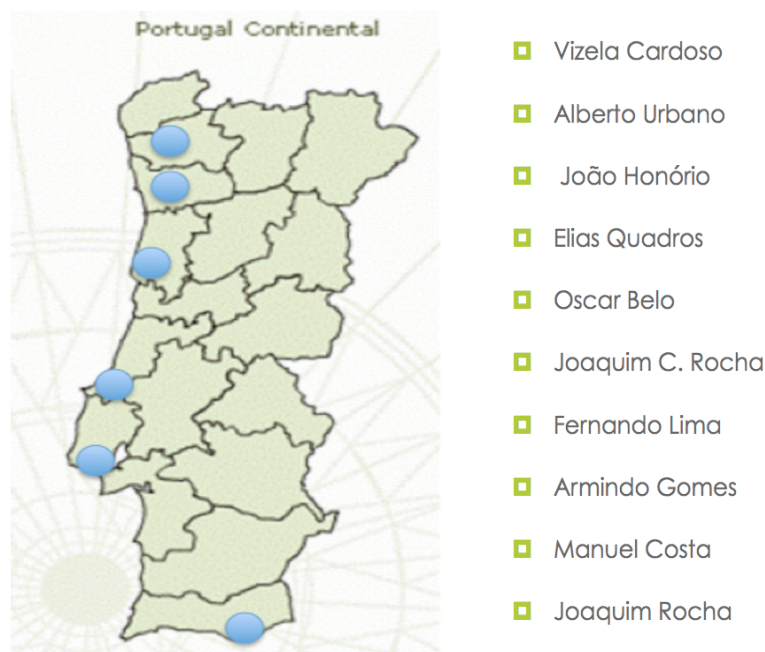 Portugal Continental
Vizela Cardoso
Alberto Urbano
João Honório
Elias Quadros
Oscar Belo
Joaquim C. Rocha
Fernando Lima
Armindo Gomes
Manuel Costa
Joaquim Rocha